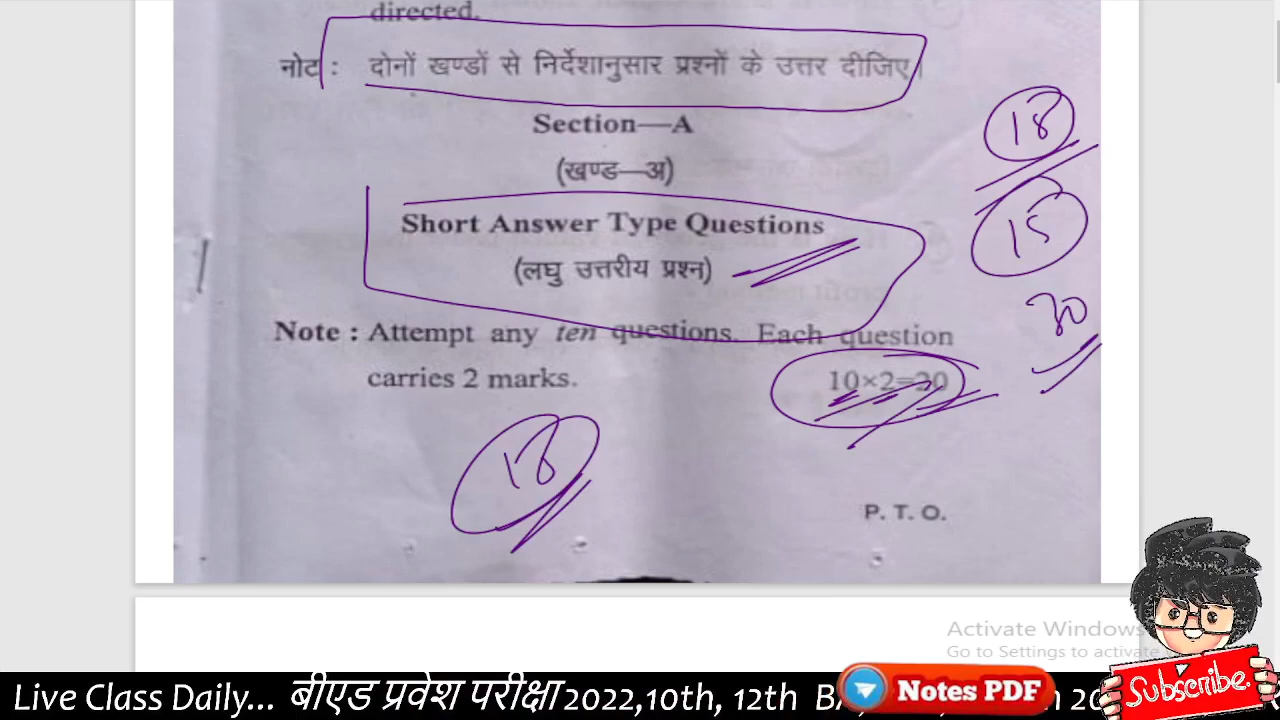 directed.
नोट : दोनों खण्डों से निर्देशानुसार प्रश्नों के उत्तर दीजिए।
Section—A
(खण्ड—अ)
Short Answer Type Questions
(लघु उत्तरीय प्रश्न)
Note : Attempt any ten questions. Each question
carries 2 marks. 10×2=20
18
15
18
P. T. O.
Activate Windows
Go to Settings to activate
Live Class Daily... बीएड प्रवेश परीक्षा 2022,10th, 12th
Notes PDF
Subscribe.